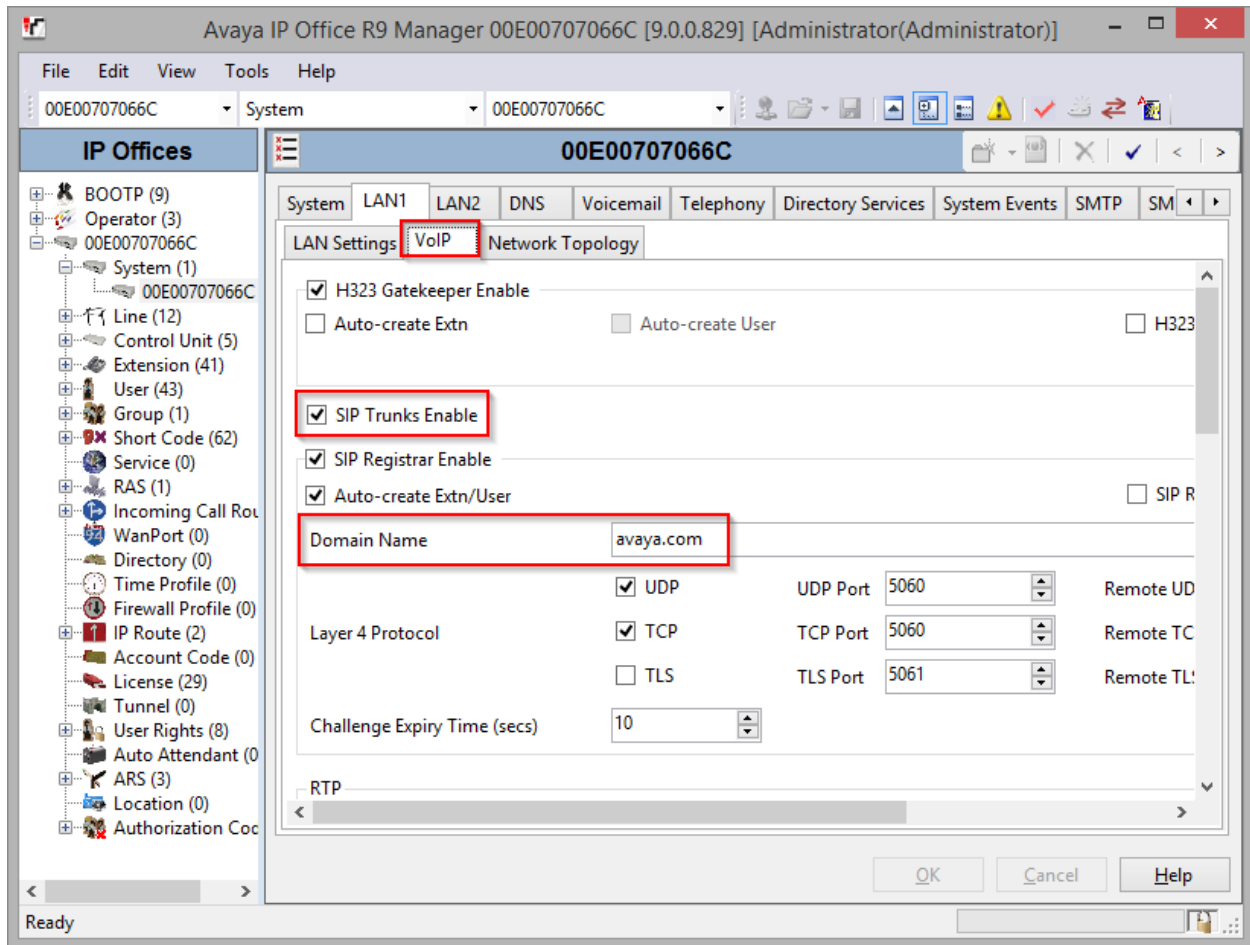 Avaya IP Office R9 Manager 00E00707066C [9.0.0.829] [Administrator(Administrator)]
File Edit View Tools Help
00E00707066C System 00E00707066C
IP Offices
00E00707066C
BOOTP (9)
Operator (3)
00E00707066C
System (1)
00E00707066C
Line (12)
Control Unit (5)
Extension (41)
User (43)
Group (1)
Short Code (62)
Service (0)
RAS (1)
Incoming Call Rou
WanPort (0)
Directory (0)
Time Profile (0)
Firewall Profile (0)
IP Route (2)
Account Code (0)
License (29)
Tunnel (0)
User Rights (8)
Auto Attendant (0
ARS (3)
Location (0)
Authorization Coc
System LAN1 LAN2 DNS Voicemail Telephony Directory Services System Events SMTP SM
LAN Settings VoIP Network Topology
H323 Gatekeeper Enable
Auto-create Extn Auto-create User H323
SIP Trunks Enable
SIP Registrar Enable
Auto-create Extn/User SIP R
Domain Name avaya.com
UDP UDP Port 5060 Remote UD
Layer 4 Protocol TCP TCP Port 5060 Remote TC
TLS TLS Port 5061 Remote TL
Challenge Expiry Time (secs) 10
RTP
OK Cancel Help
Ready